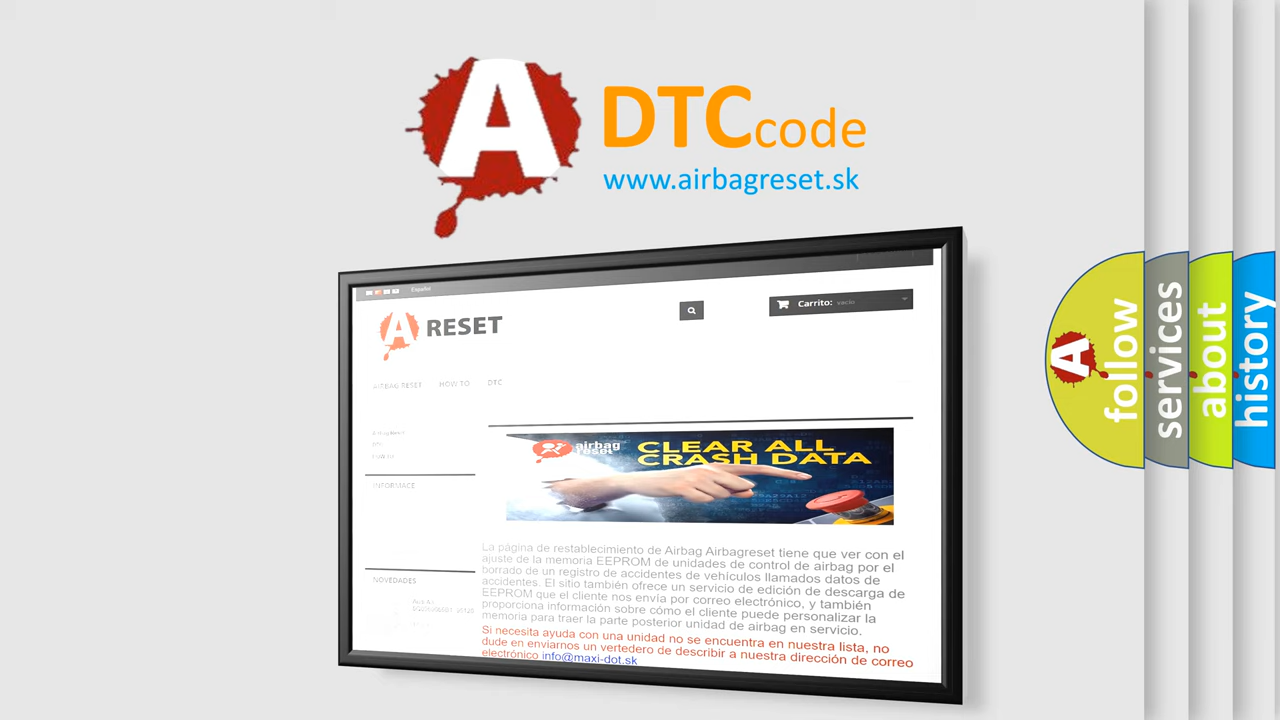 A DTC code
www.airbagreset.sk
Español
A RESET
Carrito: vacío
AIRBAG RESET HOW TO DTC
INFORMACE
NOVEDADES
airbag
reset
CLEAR ALL
CRASH DATA
La página de restablecimiento de Airbag Airbagreset tiene que ver con el
ajuste de la memoria EEPROM de unidades de control de airbag por el
borrado de un registro de accidentes de vehículos llamados datos de
accidentes. El sitio también ofrece un servicio de edición de descarga de
EEPROM que el cliente nos envía por correo electrónico, y también
proporciona información sobre cómo el cliente puede personalizar la
memoria para traer la parte posterior unidad de airbag en servicio.
Si necesita ayuda con una unidad no se encuentra en nuestra lista, no
dude en enviarnos un vertedero de describir a nuestra dirección de correo
electrónico info@maxi-dot.sk
A
follow
services
about
history